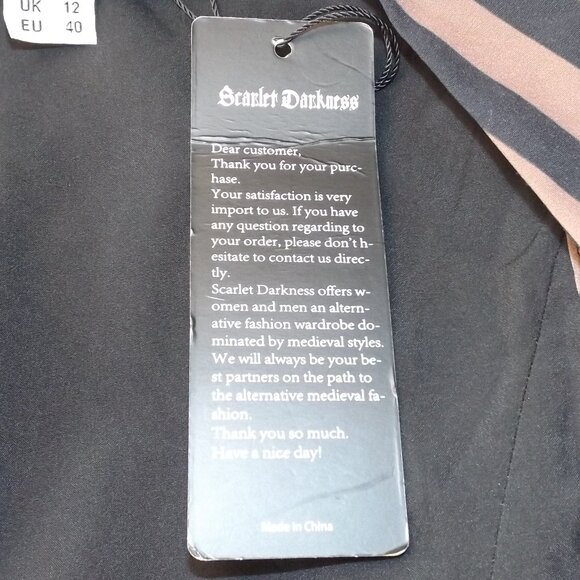 UK 12
EU 40
Scarlet Darkness
Dear customer,
Thank you for your purc-
hase.
Your satisfaction is very
import to us. If you have
any question regarding to
your order, please don't h-
esitate to contact us direc-
tly.
Scarlet Darkness offers w-
omen and men an altern-
ative fashion wardrobe do-
minated by medieval styles.
We will always be your be-
st partners on the path to
the alternative medieval fa-
shion.
Thank you so much.
Have a nice day!
Made in China